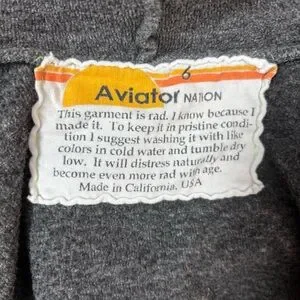 6
Aviator NATION
This garment is rad. I know because I
made it. To keep it in pristine condi-
tion I suggest washing it with like
colors in cold water and tumble dry
low. It will distress naturally and
become even more rad with age.
Made in California, USA